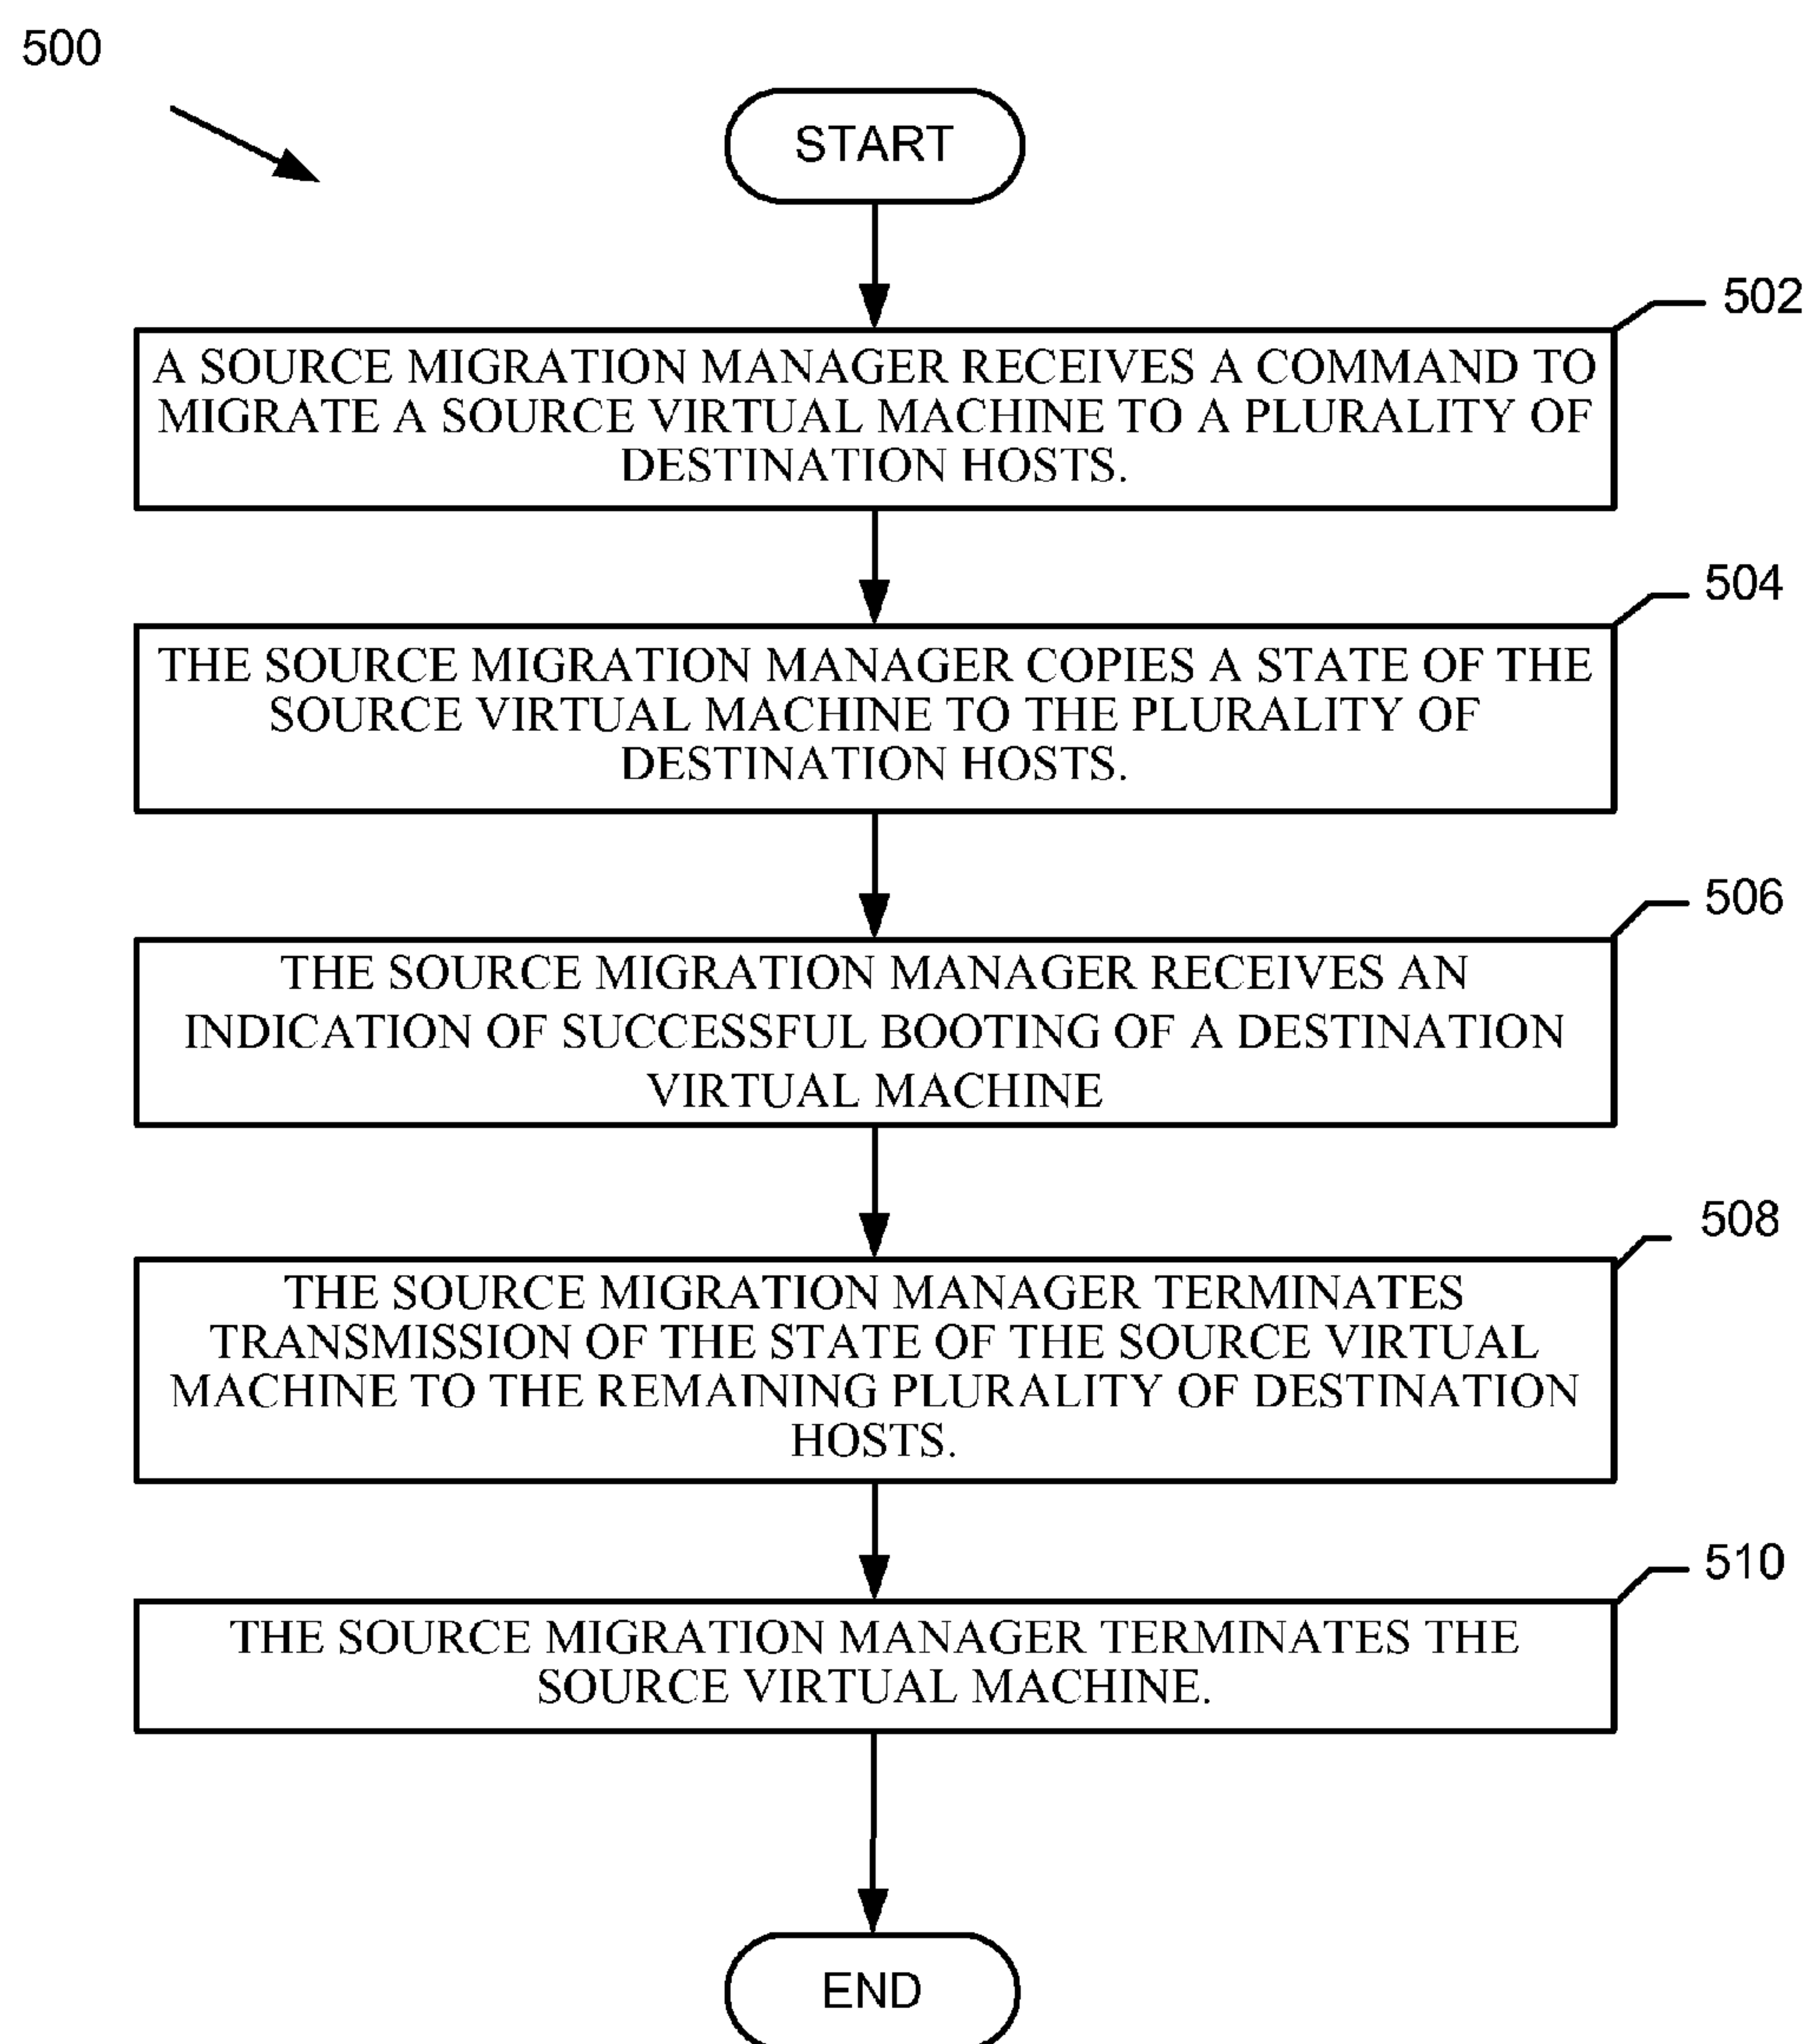 500
START
502
A SOURCE MIGRATION MANAGER RECEIVES A COMMAND TO
MIGRATE A SOURCE VIRTUAL MACHINE TO A PLURALITY OF
DESTINATION HOSTS.
504
THE SOURCE MIGRATION MANAGER COPIES A STATE OF THE
SOURCE VIRTUAL MACHINE TO THE PLURALITY OF
DESTINATION HOSTS.
506
THE SOURCE MIGRATION MANAGER RECEIVES AN
INDICATION OF SUCCESSFUL BOOTING OF A DESTINATION
VIRTUAL MACHINE
508
THE SOURCE MIGRATION MANAGER TERMINATES
TRANSMISSION OF THE STATE OF THE SOURCE VIRTUAL
MACHINE TO THE REMAINING PLURALITY OF DESTINATION
HOSTS.
510
THE SOURCE MIGRATION MANAGER TERMINATES THE
SOURCE VIRTUAL MACHINE.
END